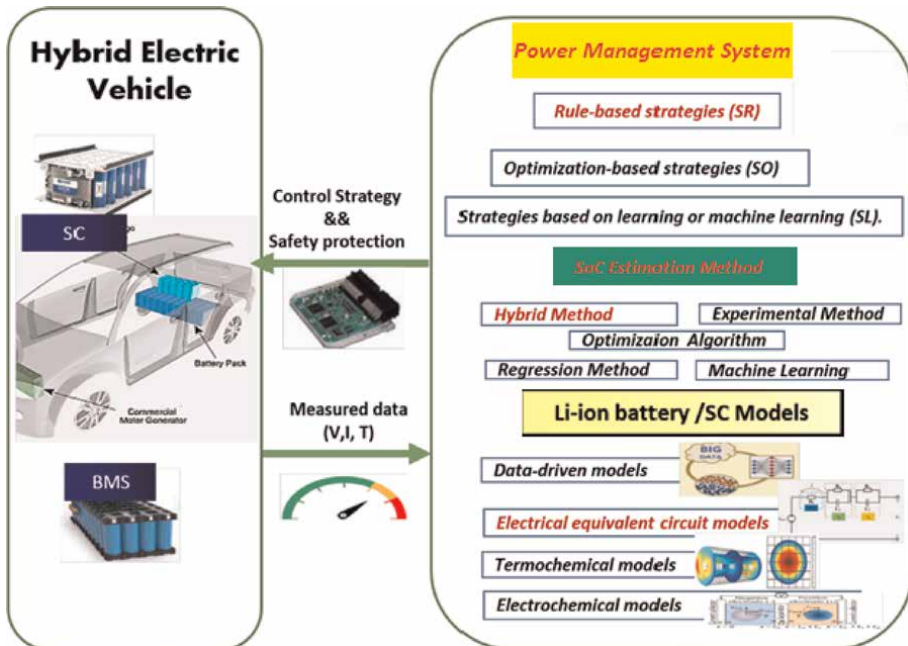 Hybrid Electric
Vehicle
SC
Battery Pack
Commercial
Motor Generator
BMS
Control Strategy
&&
Safety protection
Measured data
(V,I, T)
Power Management System
Rule-based strategies (SR)
Optimization-based strategies (SO)
Strategies based on learning or machine learning (SL).
SoC Estimation Method
Hybrid Method
Experimental Method
Optimizaion Algorithm
Regression Method
Machine Learning
Li-ion battery /SC Models
Data-driven models
BIG
DATA
Electrical equivalent circuit models
Termochemical models
Electrochemical models